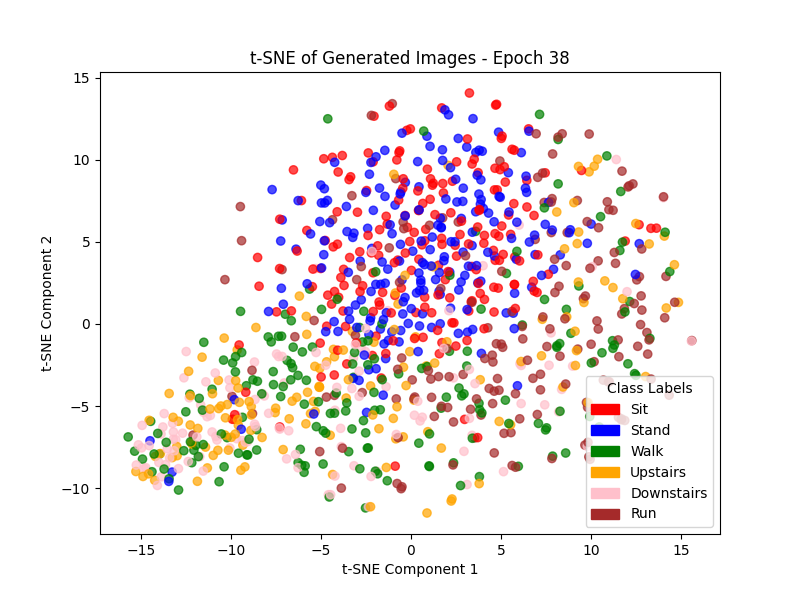 t-SNE of Generated Images - Epoch 38
15
10
5
0
−5
−10
t-SNE Component 2
Class Labels
Sit
Stand
Walk
Upstairs
Downstairs
Run
−15 −10 −5 0 5 10 15
t-SNE Component 1